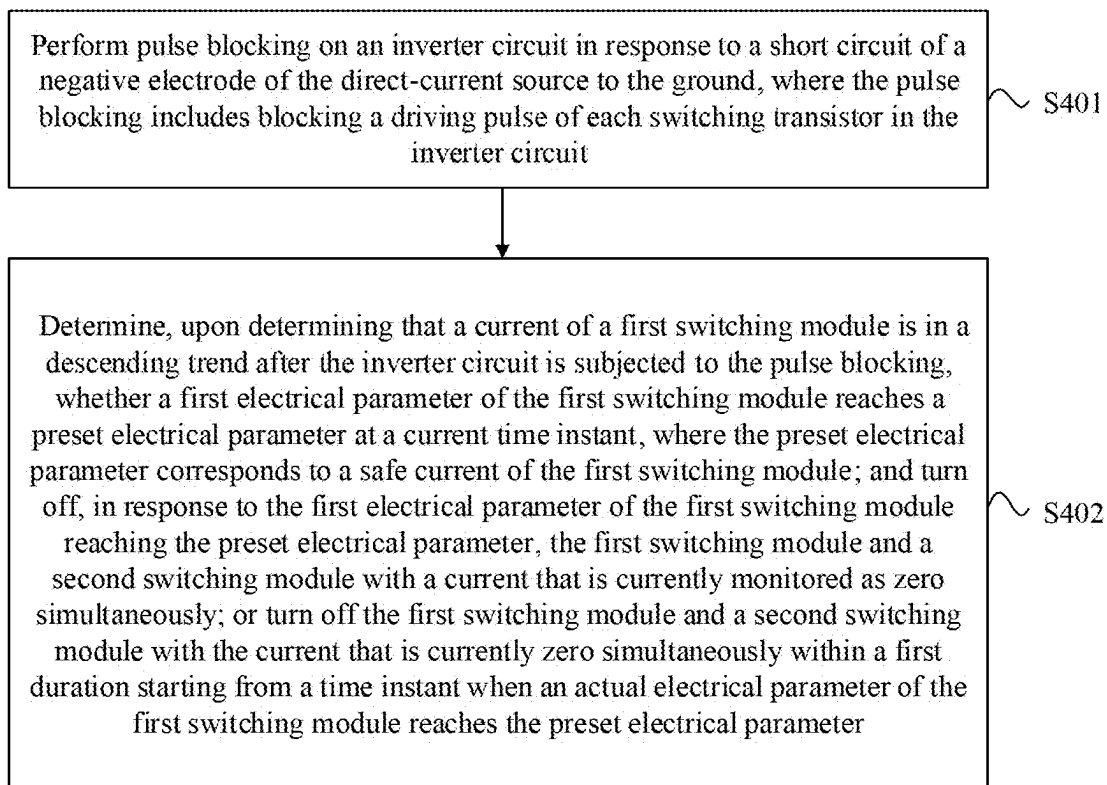 Perform pulse blocking on an inverter circuit in response to a short circuit of a
negative electrode of the direct-current source to the ground, where the pulse
blocking includes blocking a driving pulse of each switching transistor in the
inverter circuit
S401
Determine, upon determining that a current of a first switching module is in a
descending trend after the inverter circuit is subjected to the pulse blocking,
whether a first electrical parameter of the first switching module reaches a
preset electrical parameter at a current time instant, where the preset electrical
parameter corresponds to a safe current of the first switching module; and turn
off, in response to the first electrical parameter of the first switching module
reaching the preset electrical parameter, the first switching module and a
second switching module with a current that is currently monitored as zero
simultaneously; or turn off the first switching module and a second switching
module with the current that is currently zero simultaneously within a first
duration starting from a time instant when an actual electrical parameter of the
first switching module reaches the preset electrical parameter
S402